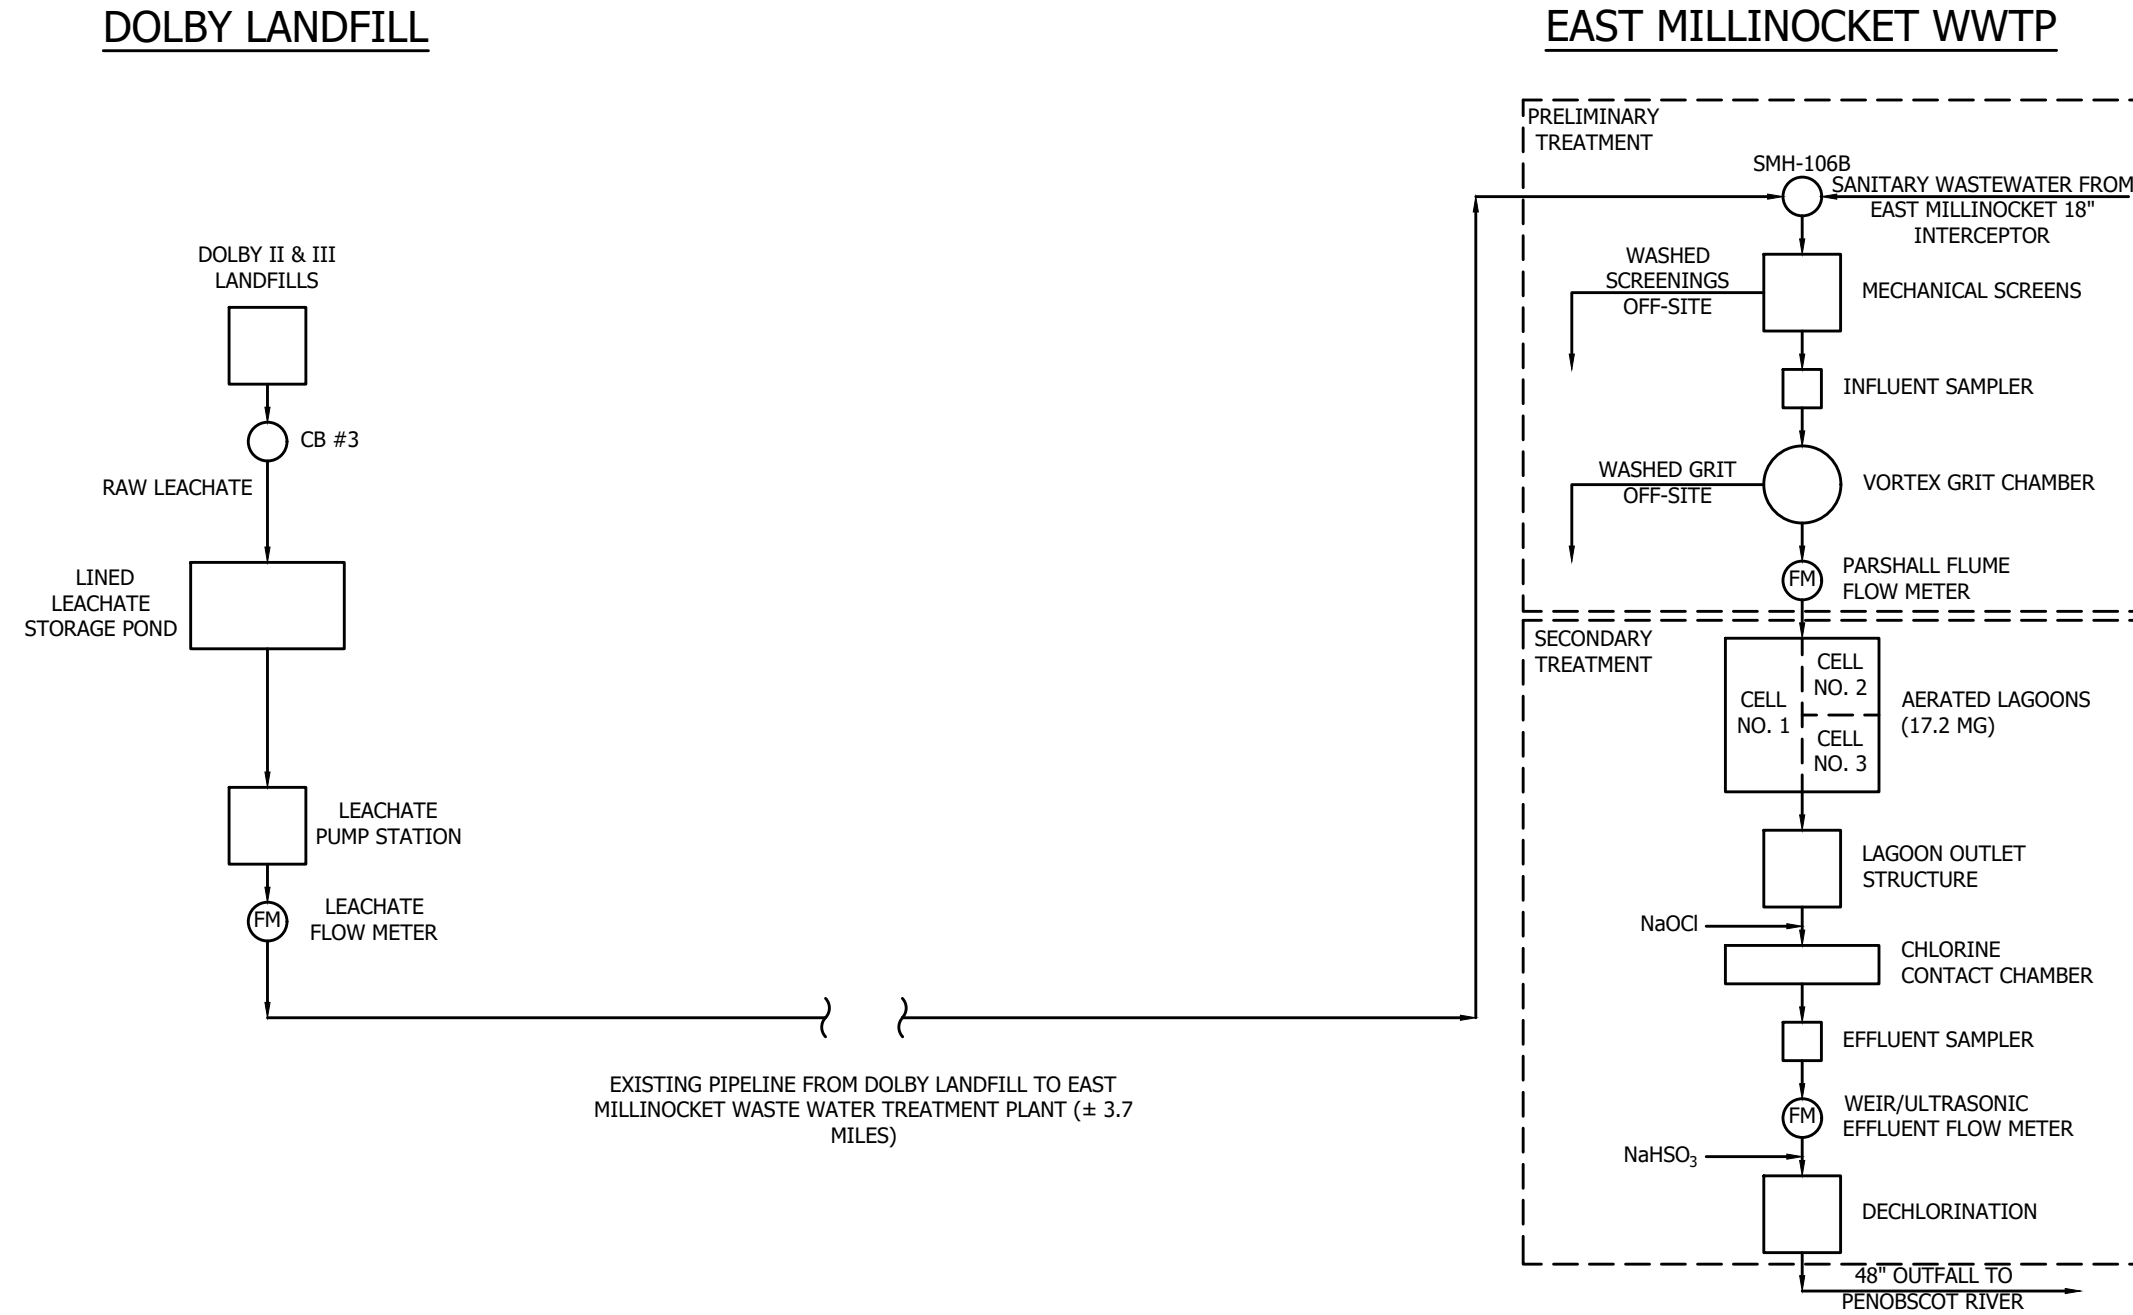 DOLBY LANDFILL
EAST MILLINOCKET WWTP
DOLBY II & III
LANDFILLS
CB #3
RAW LEACHATE
LINED
LEACHATE
STORAGE POND
LEACHATE
PUMP STATION
FM
LEACHATE
FLOW METER
EXISTING PIPELINE FROM DOLBY LANDFILL TO EAST
MILLINOCKET WASTE WATER TREATMENT PLANT (± 3.7
MILES)
PRELIMINARY
TREATMENT
SMH-106B
SANITARY WASTEWATER FROM
EAST MILLINOCKET 18"
INTERCEPTOR
WASHED
SCREENINGS
OFF-SITE
MECHANICAL SCREENS
INFLUENT SAMPLER
WASHED GRIT
OFF-SITE
VORTEX GRIT CHAMBER
FM
PARSHALL FLUME
FLOW METER
SECONDARY
TREATMENT
CELL
NO. 1
CELL
NO. 2
CELL
NO. 3
AERATED LAGOONS
(17.2 MG)
LAGOON OUTLET
STRUCTURE
NaOCl
CHLORINE
CONTACT CHAMBER
EFFLUENT SAMPLER
FM
WEIR/ULTRASONIC
EFFLUENT FLOW METER
NaHSO₃
DECHLORINATION
48" OUTFALL TO
PENOBSCOT RIVER